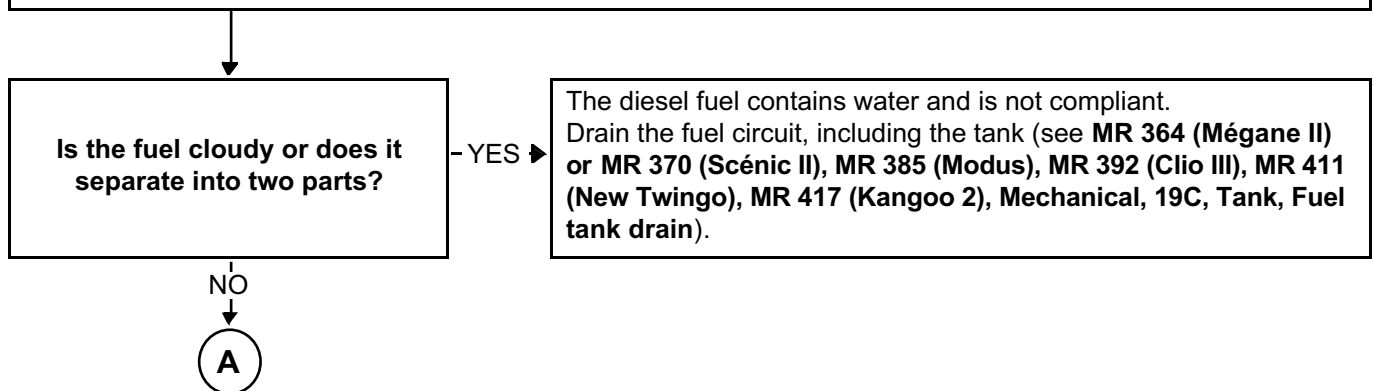 Is the fuel cloudy or does it
separate into two parts?
YES
The diesel fuel contains water and is not compliant.
Drain the fuel circuit, including the tank (see MR 364 (Mégane II)
or MR 370 (Scénic II), MR 385 (Modus), MR 392 (Clio III), MR 411
(New Twingo), MR 417 (Kangoo 2), Mechanical, 19C, Tank, Fuel
tank drain).
NO
A